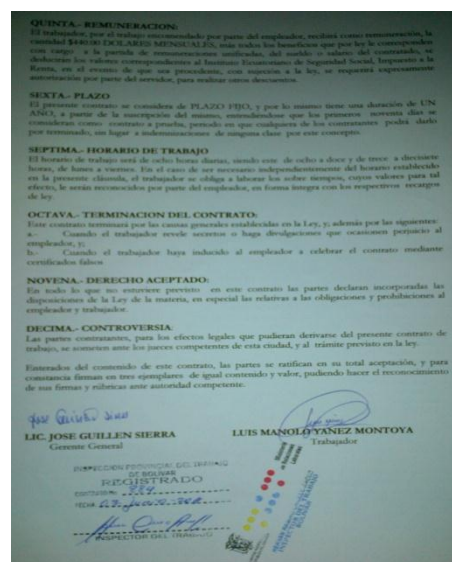 QUINTA.- REMUNERACION:
El trabajador, por el trabajo encomendado por parte del empleador, recibirá como remuneración, la
cantidad $440.00 DOLARES MENSUALES, más todos los beneficios que por ley le corresponden
con cargo a la partida de remuneraciones unificadas, del sueldo o salario del contratado, se
deducirán los valores correspondientes al Instituto Ecuatoriano de Seguridad Social, Impuesto a la
Renta, en el evento de que sea procedente, con sujeción a la ley, se requerirá expresamente
autorización por parte del servidor, para realizar otros descuentos.
SEXTA.- PLAZO
El presente contrato se considera de PLAZO FIJO, y por lo mismo tiene una duración de UN
AÑO, a partir de la suscripción del mismo, entendiéndose que los primeros noventa días se
consideran como contrato a prueba, periodo en que cualquiera de los contratantes podrá darlo
por terminado, sin lugar a indemnizaciones de ninguna clase por este concepto.
SEPTIMA.- HORARIO DE TRABAJO
El horario de trabajo será de ocho horas diarias, siendo este de ocho a doce y de trece a diecisiete
horas, de lunes a viernes. En el caso de ser necesario independientemente del horario establecido
en la presente cláusula, el trabajador se obliga a laborar los sobre tiempos, cuyos valores para tal
efecto, le serán reconocidos por parte del empleador, en forma íntegra con los respectivos recargos
de ley.
OCTAVA.- TERMINACION DEL CONTRATO:
Este contrato terminará por las causas generales establecidas en la Ley, y; además por las siguientes:
a.- Cuando el trabajador revele secretos o haga divulgaciones que ocasionen perjuicio al
empleador, y;
b.- Cuando el trabajador haya inducido al empleador a celebrar el contrato mediante
certificados falsos
NOVENA.- DERECHO ACEPTADO:
En todo lo que no estuviere previsto en este contrato las partes declaran incorporadas las
disposiciones de la Ley de la materia, en especial las relativas a las obligaciones y prohibiciones al
empleador y trabajador.
DECIMA.- CONTROVERSIA:
Las partes contratantes, para los efectos legales que pudieran derivarse del presente contrato de
trabajo, se someten ante los jueces competentes de esta ciudad, y al trámite previsto en la ley.
Enterados del contenido de este contrato, las partes se ratifican en su total aceptación, y para
constancia firman en tres ejemplares de igual contenido y valor, pudiendo hacer el reconocimiento
de sus firmas y rúbricas ante autoridad competente.
LIC. JOSE GUILLEN SIERRA
Gerente General
LUIS MANOLO YANEZ MONTOYA
Trabajador
INSPECCION PROVINCIAL DEL TRABAJO
DE BOLIVAR
REGISTRADO
FECHA
INSPECTOR DEL TRABAJO
Ministerio
de Relaciones
Laborales